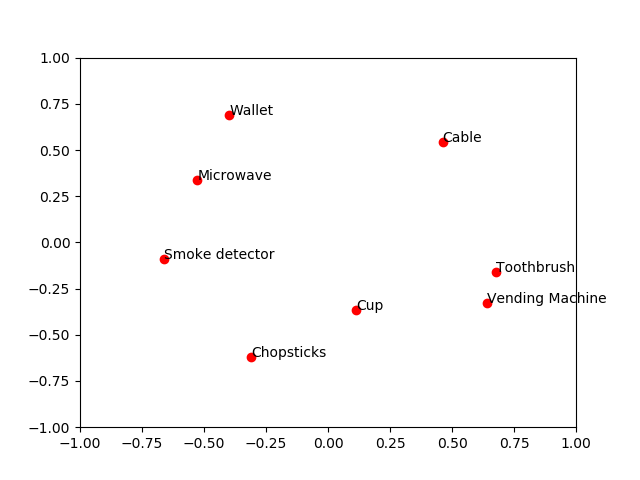 1.00
0.75
0.50
0.25
0.00
−0.25
−0.50
−0.75
−1.00
Wallet
Cable
Microwave
Smoke detector
Toothbrush
Vending Machine
Cup
Chopsticks
−1.00 −0.75 −0.50 −0.25 0.00 0.25 0.50 0.75 1.00